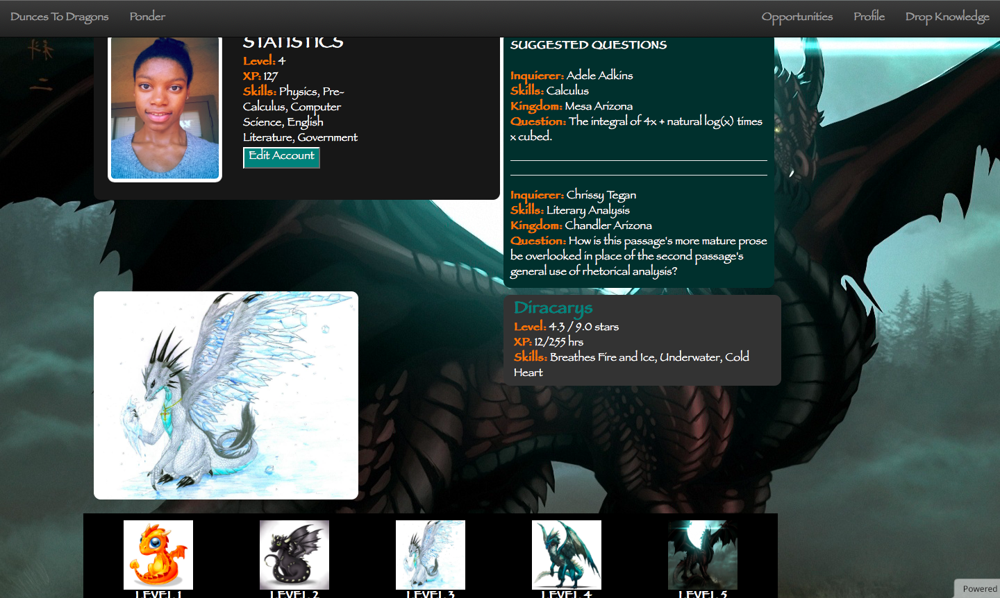 Dunces To Dragons Ponder Opportunities Profile Drop Knowledge
STATISTICS
Level: 4
XP: 127
Skills: Physics, Pre-
Calculus, Computer
Science, English
Literature, Government
Edit Account
SUGGESTED QUESTIONS
Inquierer: Adele Adkins
Skills: Calculus
Kingdom: Mesa Arizona
Question: The integral of 4x + natural log(x) times
x cubed.
Inquierer: Chrissy Tegan
Skills: Literary Analysis
Kingdom: Chandler Arizona
Question: How is this passage's more mature prose
be overlooked in place of the second passage's
general use of rhetorical analysis?
Diracarys
Level: 4.3 / 9.0 stars
XP: 12/255 hrs
Skills: Breathes Fire and Ice, Underwater, Cold
Heart
LEVEL 1 LEVEL 2 LEVEL 3 LEVEL 4 LEVEL 5
Powered